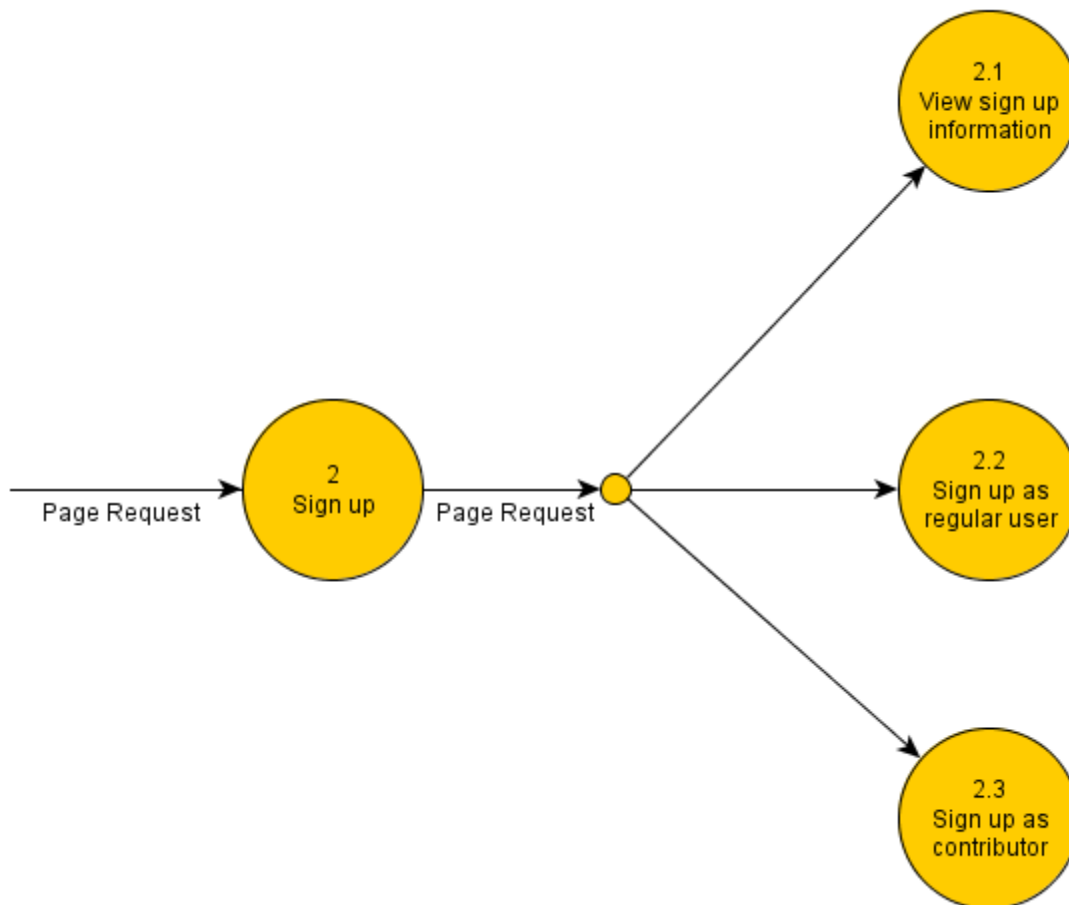 2.1
View sign up
information
2
Sign up
Page Request
Page Request
2.2
Sign up as
regular user
2.3
Sign up as
contributor